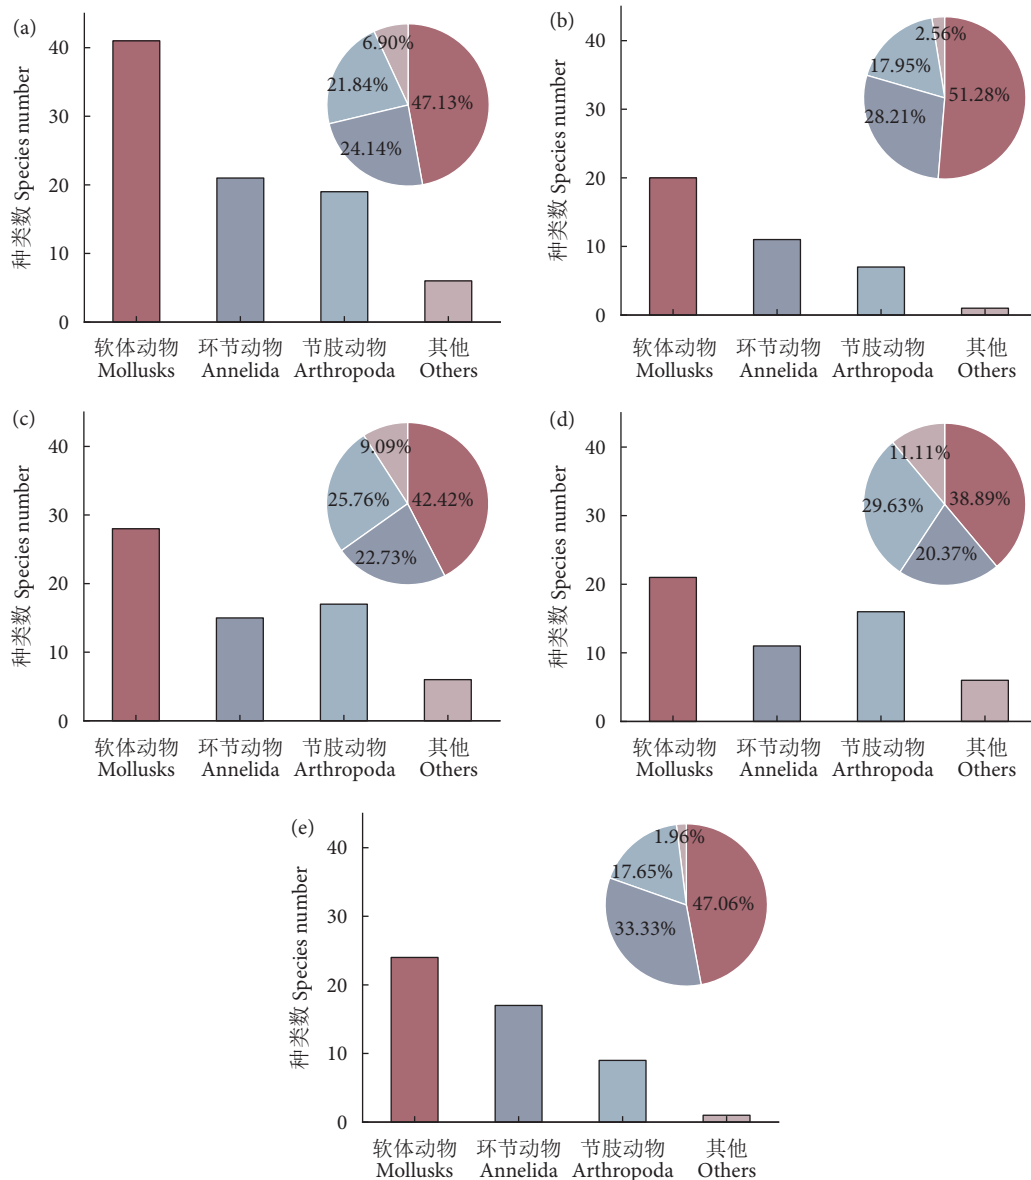 (a)
种类数 Species number
40
30
20
10
0
6.90%
21.84%
47.13%
24.14%
软体动物 环节动物 节肢动物 其他
Mollusks Annelida Arthropoda Others
(b)
种类数 Species number
40
30
20
10
0
2.56%
17.95%
51.28%
28.21%
软体动物 环节动物 节肢动物 其他
Mollusks Annelida Arthropoda Others
(c)
种类数 Species number
40
30
20
10
0
9.09%
25.76%
42.42%
22.73%
软体动物 环节动物 节肢动物 其他
Mollusks Annelida Arthropoda Others
(d)
种类数 Species number
40
30
20
10
0
11.11%
29.63%
38.89%
20.37%
软体动物 环节动物 节肢动物 其他
Mollusks Annelida Arthropoda Others
(e)
种类数 Species number
40
30
20
10
0
1.96%
17.65%
47.06%
33.33%
软体动物 环节动物 节肢动物 其他
Mollusks Annelida Arthropoda Others